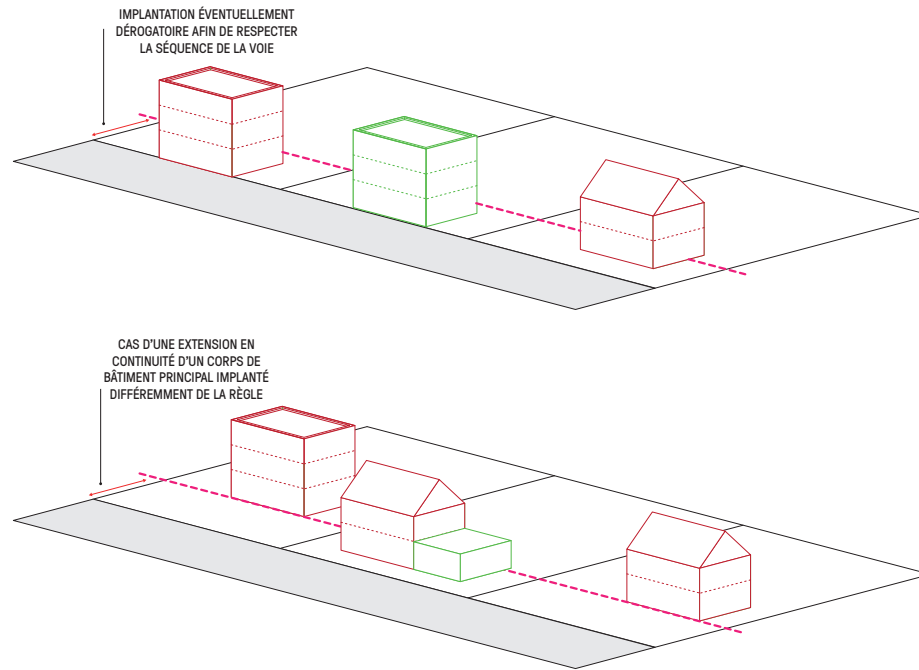 IMPLANTATION ÉVENTUELLEMENT
DÉROGATOIRE AFIN DE RESPECTER
LA SÉQUENCE DE LA VOIE
CAS D'UNE EXTENSION EN
CONTINUITÉ D'UN CORPS DE
BÂTIMENT PRINCIPAL IMPLANTÉ
DIFFÉREMMENT DE LA RÈGLE